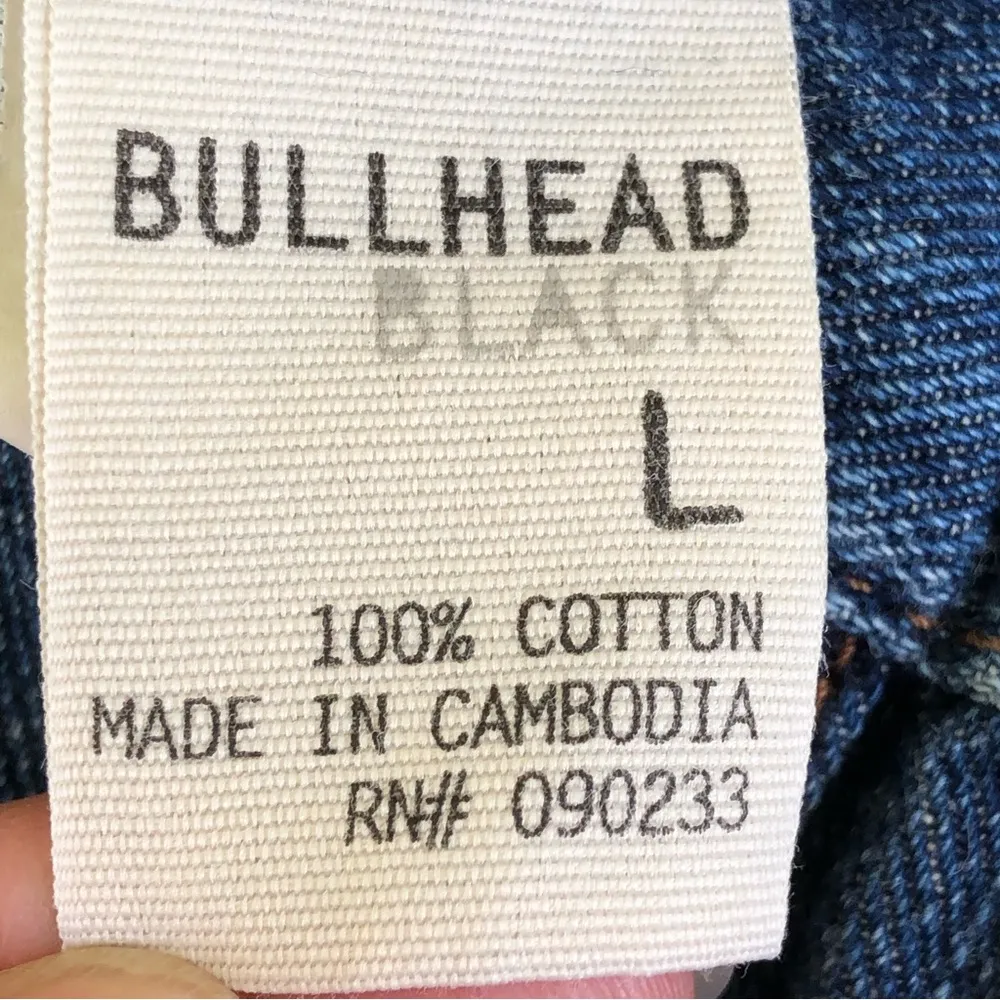 BULLHEAD
BLACK
L
100% COTTON
MADE IN CAMBODIA
RN# 090233